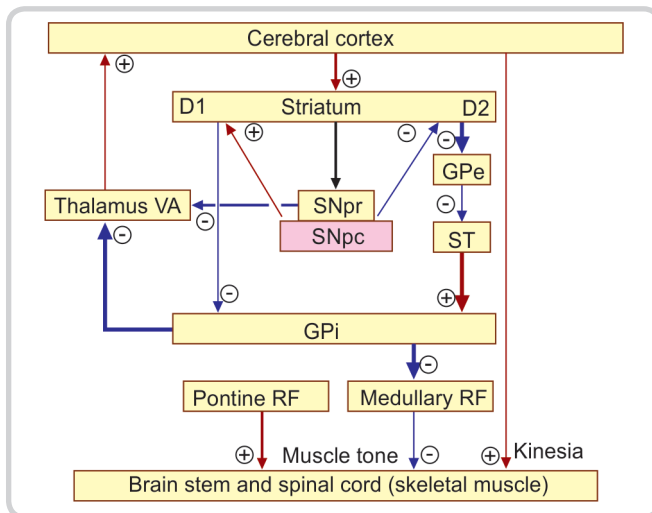 Cerebral cortex
+
+
D1 Striatum D2
+
-
-
GPe
Thalamus VA
-
SNpr
-
SNpc
-
ST
-
+
GPi
-
Pontine RF
Medullary RF
+
Muscle tone
-
+
Kinesia
Brain stem and spinal cord (skeletal muscle)